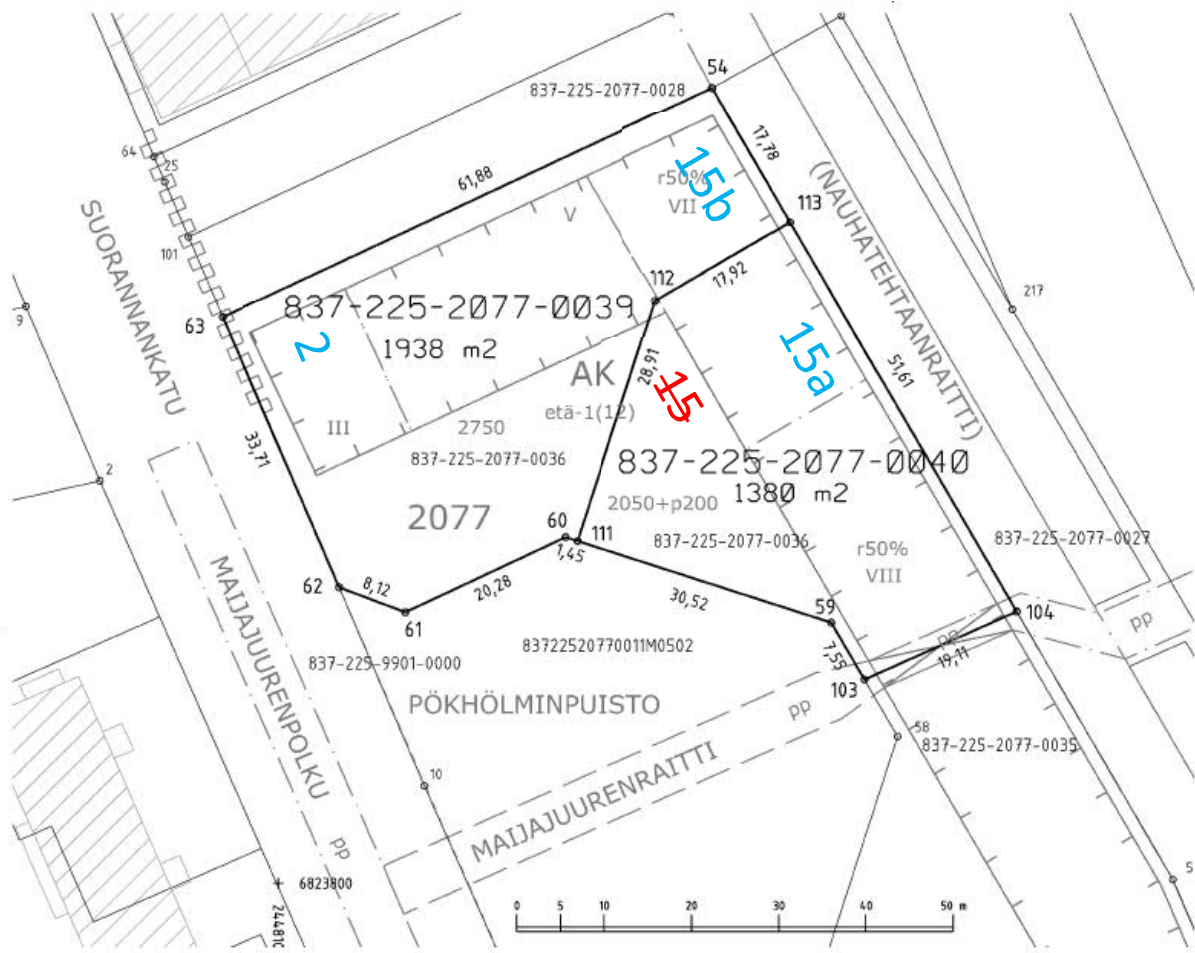 54
837-225-2077-0028
17,78
64
25
61,88
15b
r50%
VII
V
113
(NAUHATEHTAANRAITTI)
SUORANNANKATU
101
112
17,92
217
9
63
837-225-2077-0039
1938 m2
2
15a
28,91
51,61
AK
15
etä-1(12)
III
2750
33,71
837-225-2077-0036
837-225-2077-0040
1380 m2
2
2077
2050+p200
60
111
1,45
837-225-2077-0036
837-225-2077-0027
r50%
VIII
62
8,12
20,28
30,52
61
59
104
pp
pp
MAIJAJUURENPOLKU
837-225-9901-0000
83722520770011M0502
7,55
19,11
103
PÖKHÖLMINPUISTO
pp
58
837-225-2077-0035
MAIJAJUURENRAITTI
10
pp
5
6823800
244810
0 5 10 20 30 40 50 m